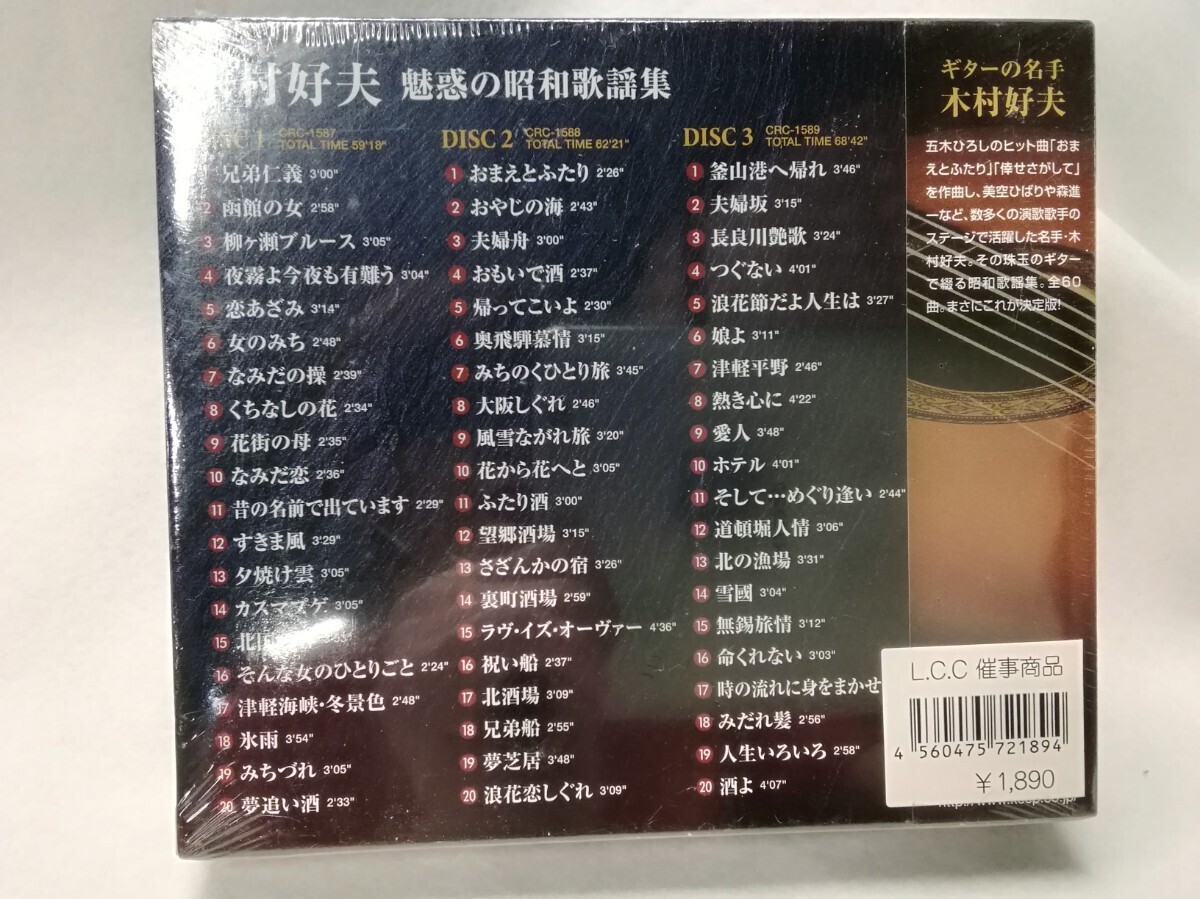 村好夫 魅惑の昭和歌謡集
DISC 1 CRC-1587
TOTAL TIME 59'18"
兄弟仁義 3'00"
2 函館の女 2'58"
3 柳ヶ瀬ブルース 3'05"
4 夜霧よ今夜も有難う 3'04"
5 恋あざみ 3'14"
6 女のみち 2'48"
7 なみだの操 2'39"
8 くちなしの花 2'34"
9 花街の母 2'35"
10 なみだ恋 2'36"
11 昔の名前で出ています 2'29"
12 すきま風 3'29"
13 夕焼け雲 3'05"
14 カスマプゲ 3'05"
15 北
16 そんな女のひとりごと 2'24"
17 津軽海峡・冬景色 2'48"
18 氷雨 3'54"
19 みちづれ 3'05"
20 夢追い酒 2'33"
DISC 2 CRC-1588
TOTAL TIME 62'21"
1 おまえとふたり 2'26"
2 おやじの海 2'43"
3 夫婦舟 3'00"
4 おもいで酒 2'37"
5 帰ってこいよ 2'30"
6 奥飛騨慕情 3'15"
7 みちのくひとり旅 3'45"
8 大阪しぐれ 2'46"
9 風雪ながれ旅 3'20"
10 花から花へと 3'05"
11 ふたり酒 3'00"
12 望郷酒場 3'15"
13 さざんかの宿 3'26"
14 裏町酒場 2'59"
15 ラヴ・イズ・オーヴァー 4'36"
16 祝い船 2'37"
17 北酒場 3'09"
18 兄弟船 2'55"
19 夢芝居 3'48"
20 浪花恋しぐれ 3'09"
DISC 3 CRC-1589
TOTAL TIME 68'42"
1 釜山港へ帰れ 3'46"
2 夫婦坂 3'15"
3 長良川艶歌 3'24"
4 つぐない 4'01"
5 浪花節だよ人生は 3'27"
6 娘よ 3'11"
7 津軽平野 2'46"
8 熱き心に 4'22"
9 愛人 3'48"
10 ホテル 4'01"
11 そして…めぐり逢い 2'44"
12 道頓堀人情 3'06"
13 北の漁場 3'31"
14 雪國 3'04"
15 無錫旅情 3'12"
16 命くれない 3'03"
17 時の流れに身をまかせ
18 みだれ髪 2'56"
19 人生いろいろ 2'58"
20 酒よ 4'07"
ギターの名手
木村好夫
五木ひろしのヒット曲「おま
えとふたり」「倖せさがして」
を作曲し、美空ひばりや森進
一など、数多くの演歌歌手の
ステージで活躍した名手・木
村好夫。その珠玉のギター
で綴る昭和歌謡集。全60
曲。まさにこれが決定版!
L.C.C 催事商品
4 560475 721894
¥1,890